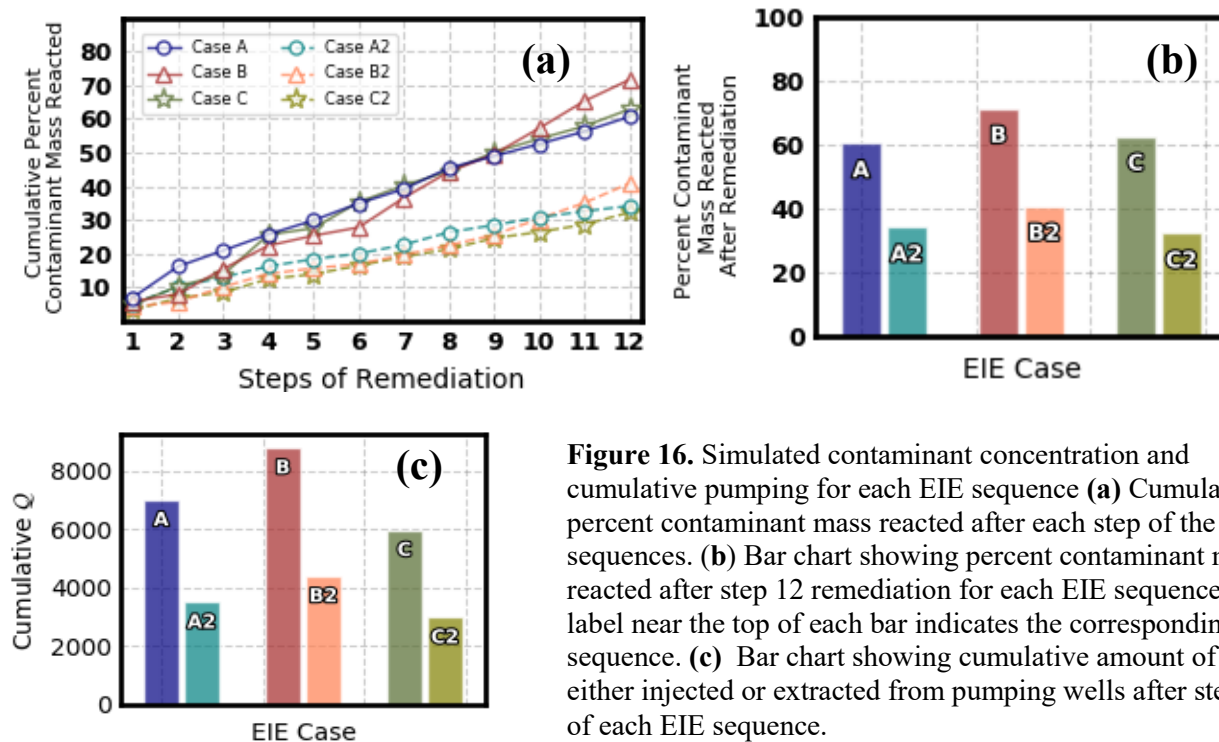 Cumulative Percent
Contaminant Mass Reacted
80
70
60
50
40
30
20
10
Case A
Case B
Case C
Case A2
Case B2
Case C2
(a)
1 2 3 4 5 6 7 8 9 10 11 12
Steps of Remediation
Percent Contaminant
Mass Reacted
After Remediation
100
80
60
40
20
0
(b)
A
A2
B
B2
C
C2
EIE Case
Cumulative Q
8000
6000
4000
2000
0
(c)
A
A2
B
B2
C
C2
EIE Case
Figure 16. Simulated contaminant concentration and
cumulative pumping for each EIE sequence (a)
percent contaminant mass reacted after each step of the
sequences. (b) Bar chart showing percent contaminant
reacted after step 12 remediation for each EIE sequence
label near the top of each bar indicates the
sequence. (c) Bar chart showing cumulative amount of
either injected or extracted from pumping wells after
of each EIE sequence.